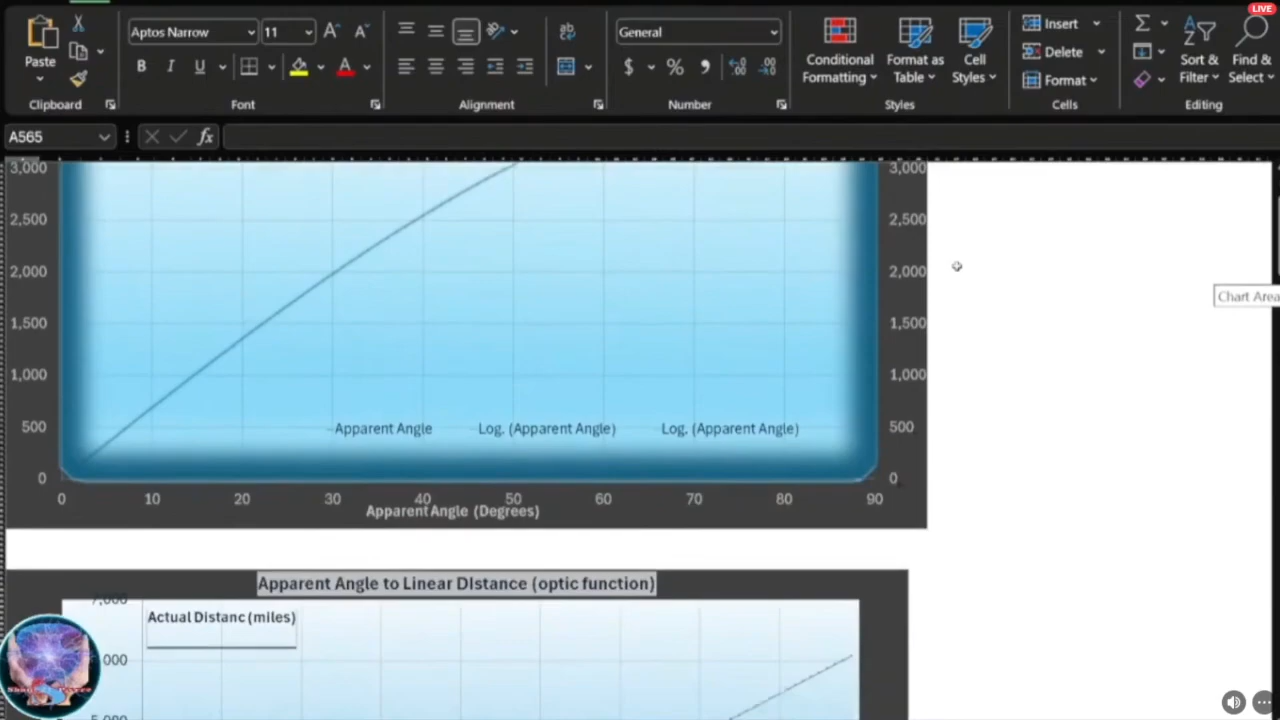 LIVE
Aptos Narrow 11 General
Paste B I U $ % Conditional Formatting Format as Table Cell Styles Insert Delete Format Sort & Filter Find & Select
Clipboard Font Alignment Number Styles Cells Editing
A565 fx
3,000 3,000
2,500 2,500
2,000 2,000
Chart Area
1,500 1,500
1,000 1,000
500 Apparent Angle Log. (Apparent Angle) Log. (Apparent Angle) 500
0 0
0 10 20 30 40 50 60 70 80 90
Apparent Angle (Degrees)
Apparent Angle to Linear DIstance (optic function)
7,000
Actual Distanc (miles)
000